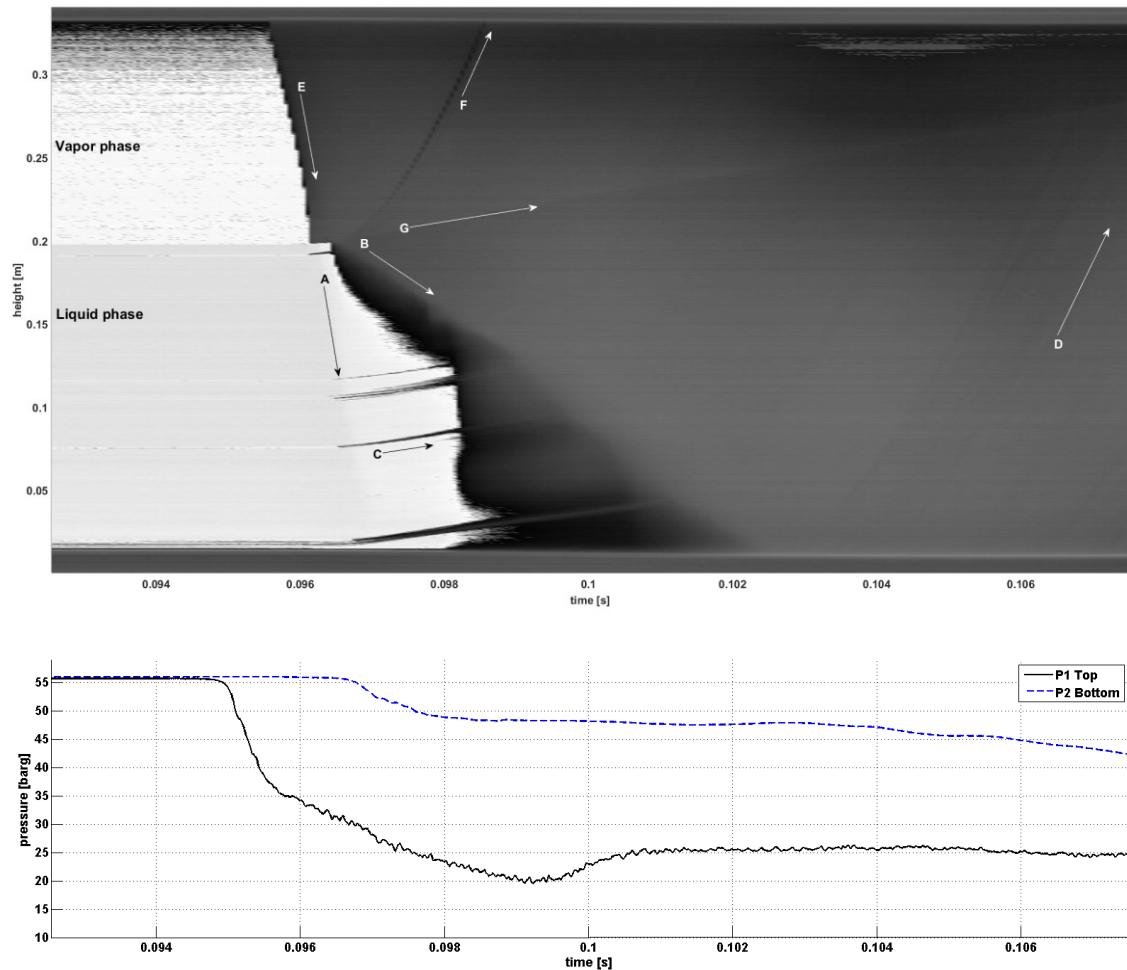 0.3
E
F
Vapor phase
0.25
G
0.2
B
A
height [m]
Liquid phase
0.15
D
0.1
C
0.05
0.094
0.096
0.098
0.1
0.102
0.104
0.106
time [s]
P1 Top
P2 Bottom
55
50
45
40
35
30
25
20
15
10
pressure [barg]
0.094
0.096
0.098
0.1
0.102
0.104
0.106
time [s]